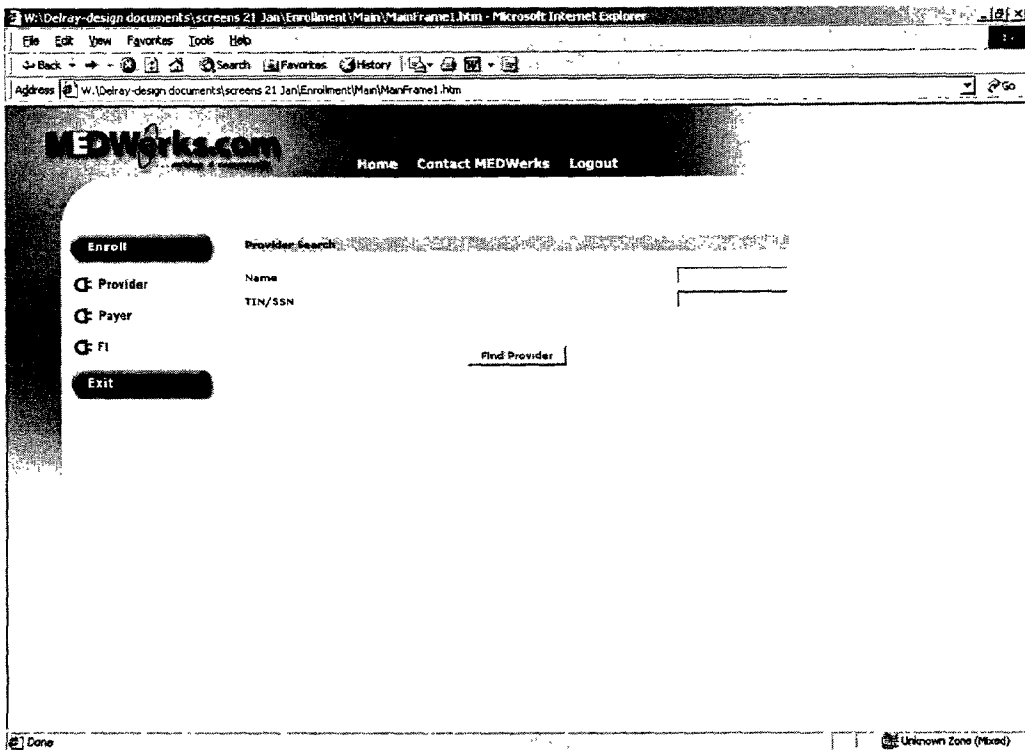 W:\Delray-design documents\screens 21 Jan\Enrollment\Main\MainFrame1.htm - Microsoft Internet Explorer
File Edit View Favorites Tools Help
Back Search Favorites History
Address W:\Delray-design documents\screens 21 Jan\Enrollment\Main\MainFrame1.htm Go
MEDWerks.com
Home Contact MEDWerks Logout
Enroll
Provider Search
Provider
Name
TIN/SSN
Payer
FI
Find Provider
Exit
Done
Unknown Zone (Mixed)